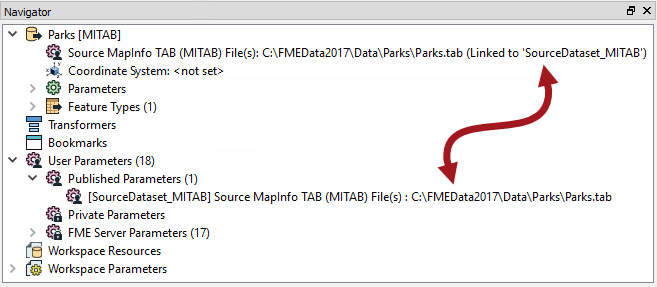 Navigator
Parks [MITAB]
Source MapInfo TAB (MITAB) File(s): C:\FMEData2017\Data\Parks\Parks.tab (Linked to 'SourceDataset_MITAB')
Coordinate System: <not set>
Parameters
Feature Types (1)
Transformers
Bookmarks
User Parameters (18)
Published Parameters (1)
[SourceDataset_MITAB] Source MapInfo TAB (MITAB) File(s) : C:\FMEData2017\Data\Parks\Parks.tab
Private Parameters
FME Server Parameters (17)
Workspace Resources
Workspace Parameters